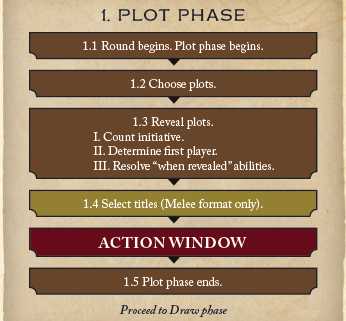 1. PLOT PHASE
1.1 Round begins. Plot phase begins.
1.2 Choose plots.
1.3 Reveal plots.
I. Count initiative.
II. Determine first player.
III. Resolve “when revealed” abilities.
1.4 Select titles (Melee format only).
ACTION WINDOW
1.5 Plot phase ends.
Proceed to Draw phase